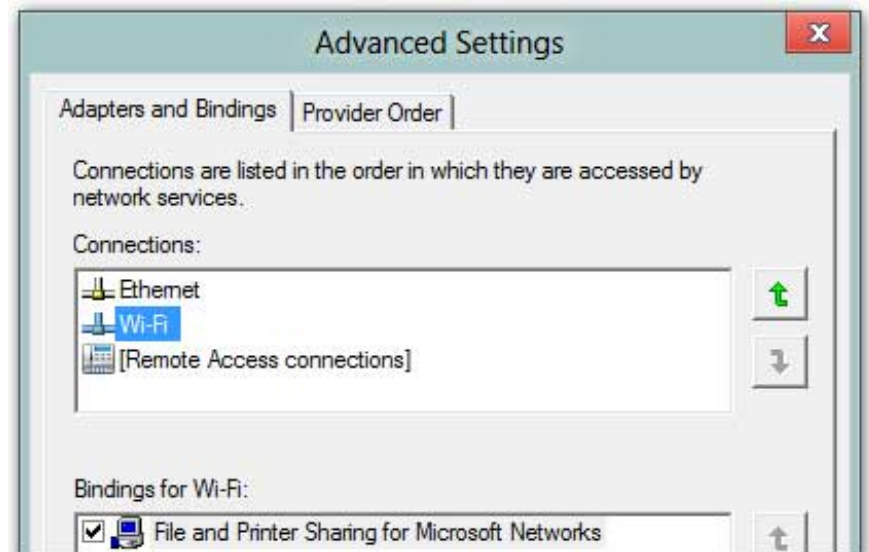 Advanced Settings
Adapters and Bindings
Provider Order
Connections are listed in the order in which they are accessed by
network services.
Connections:
Ethernet
Wi-Fi
[Remote Access connections]
Bindings for Wi-Fi:
File and Printer Sharing for Microsoft Networks